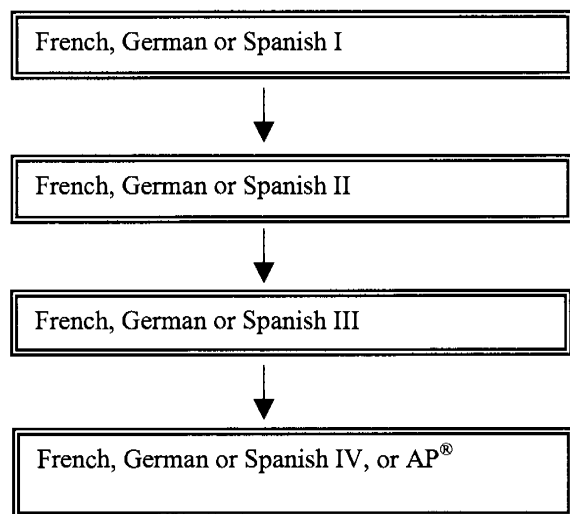 French, German or Spanish I
French, German or Spanish II
French, German or Spanish III
French, German or Spanish IV, or AP®